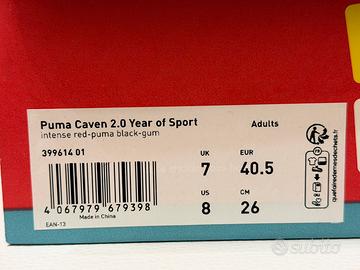 Puma Caven 2.0 Year of Sport
Adults
intense red-puma black-gum
399614 01
UK EUR
7 40.5
US CM
8 26
4 067979 679398
Made in China
EAN-13
quefairedemesdechets.fr
subito